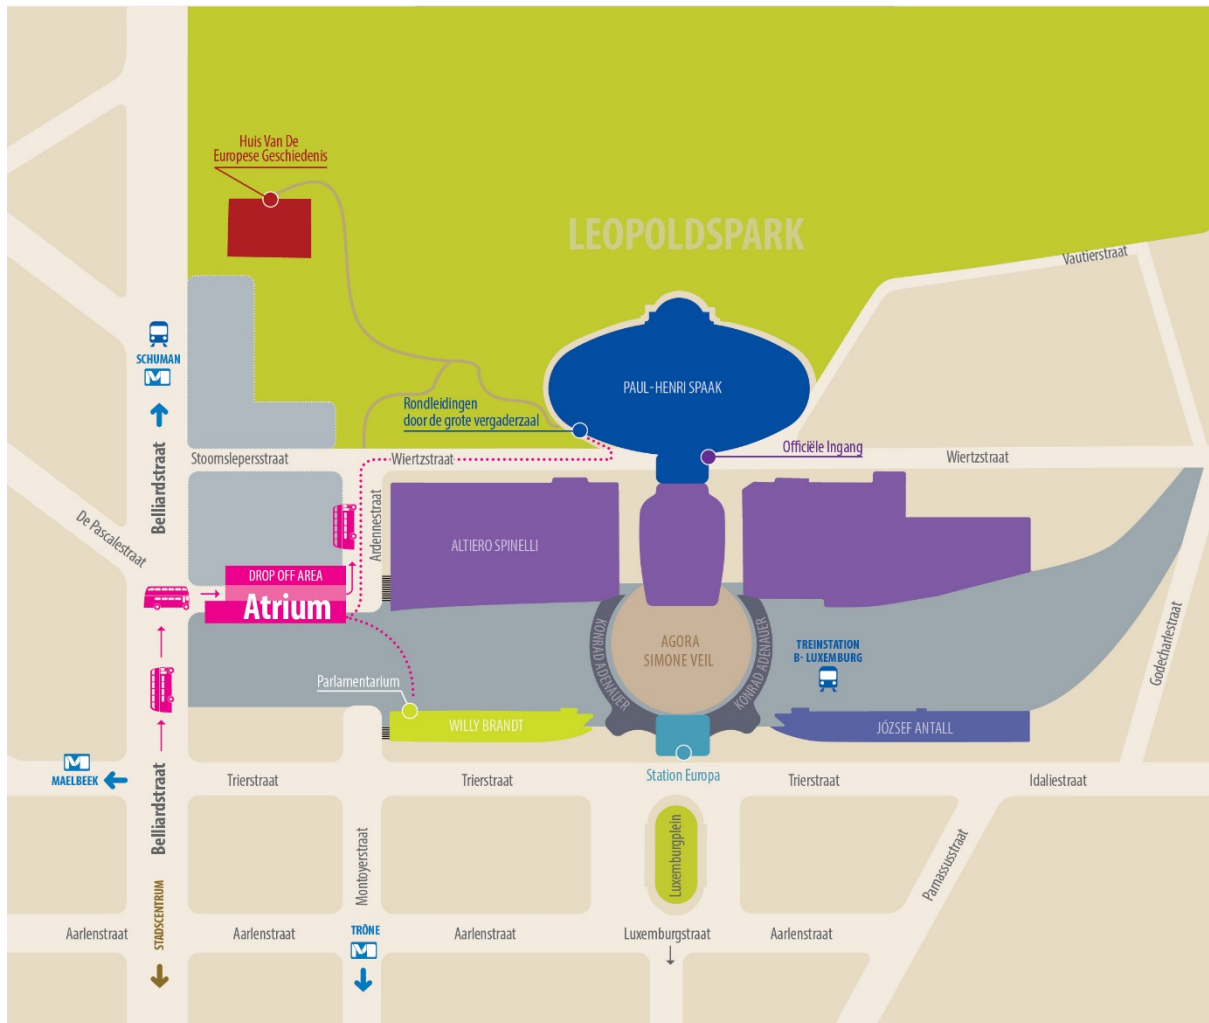 Huis Van De
Europese Geschiedenis
LEOPOLDSPARK
Vautierstraat
SCHUMAN
M
PAUL-HENRI SPAAK
Rondleidingen
door de grote vergaderzaal
Officiële Ingang
Stoomslepersstraat
Wiertzstraat
Wiertzstraat
Belliardstraat
De Pascalestraat
Ardennestraat
ALTIERO SPINELLI
DROP OFF AREA
Atrium
KONRAD ADENAUER
AGORA
SIMONE VEIL
KONRAD ADENAUER
TREINSTATION
B- LUXEMBURG
Godecharlestraat
Parlamentarium
WILLY BRANDT
JÓZSEF ANTALL
M
MAELBEEK
Belliardstraat
Trierstraat
Trierstraat
Station Europa
Trierstraat
Idaliestraat
Montoyerstraat
Luxemburgplein
Parnassusstraat
Aarlenstraat
STADSCENTRUM
Aarlenstraat
TRÔNE
M
Aarlenstraat
Luxemburgstraat
Aarlenstraat